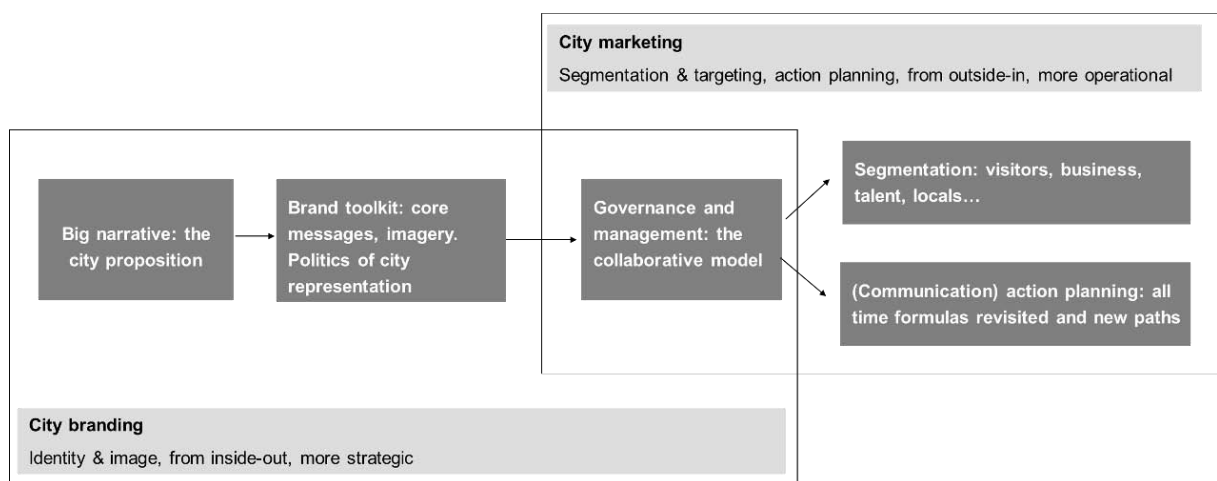 City marketing
Segmentation & targeting, action planning, from outside-in, more operational
Big narrative: the
city proposition
Brand toolkit: core
messages, imagery.
Politics of city
representation
Governance and
management: the
collaborative model
Segmentation: visitors, business,
talent, locals…
(Communication) action planning: all
time formulas revisited and new paths
City branding
Identity & image, from inside-out, more strategic